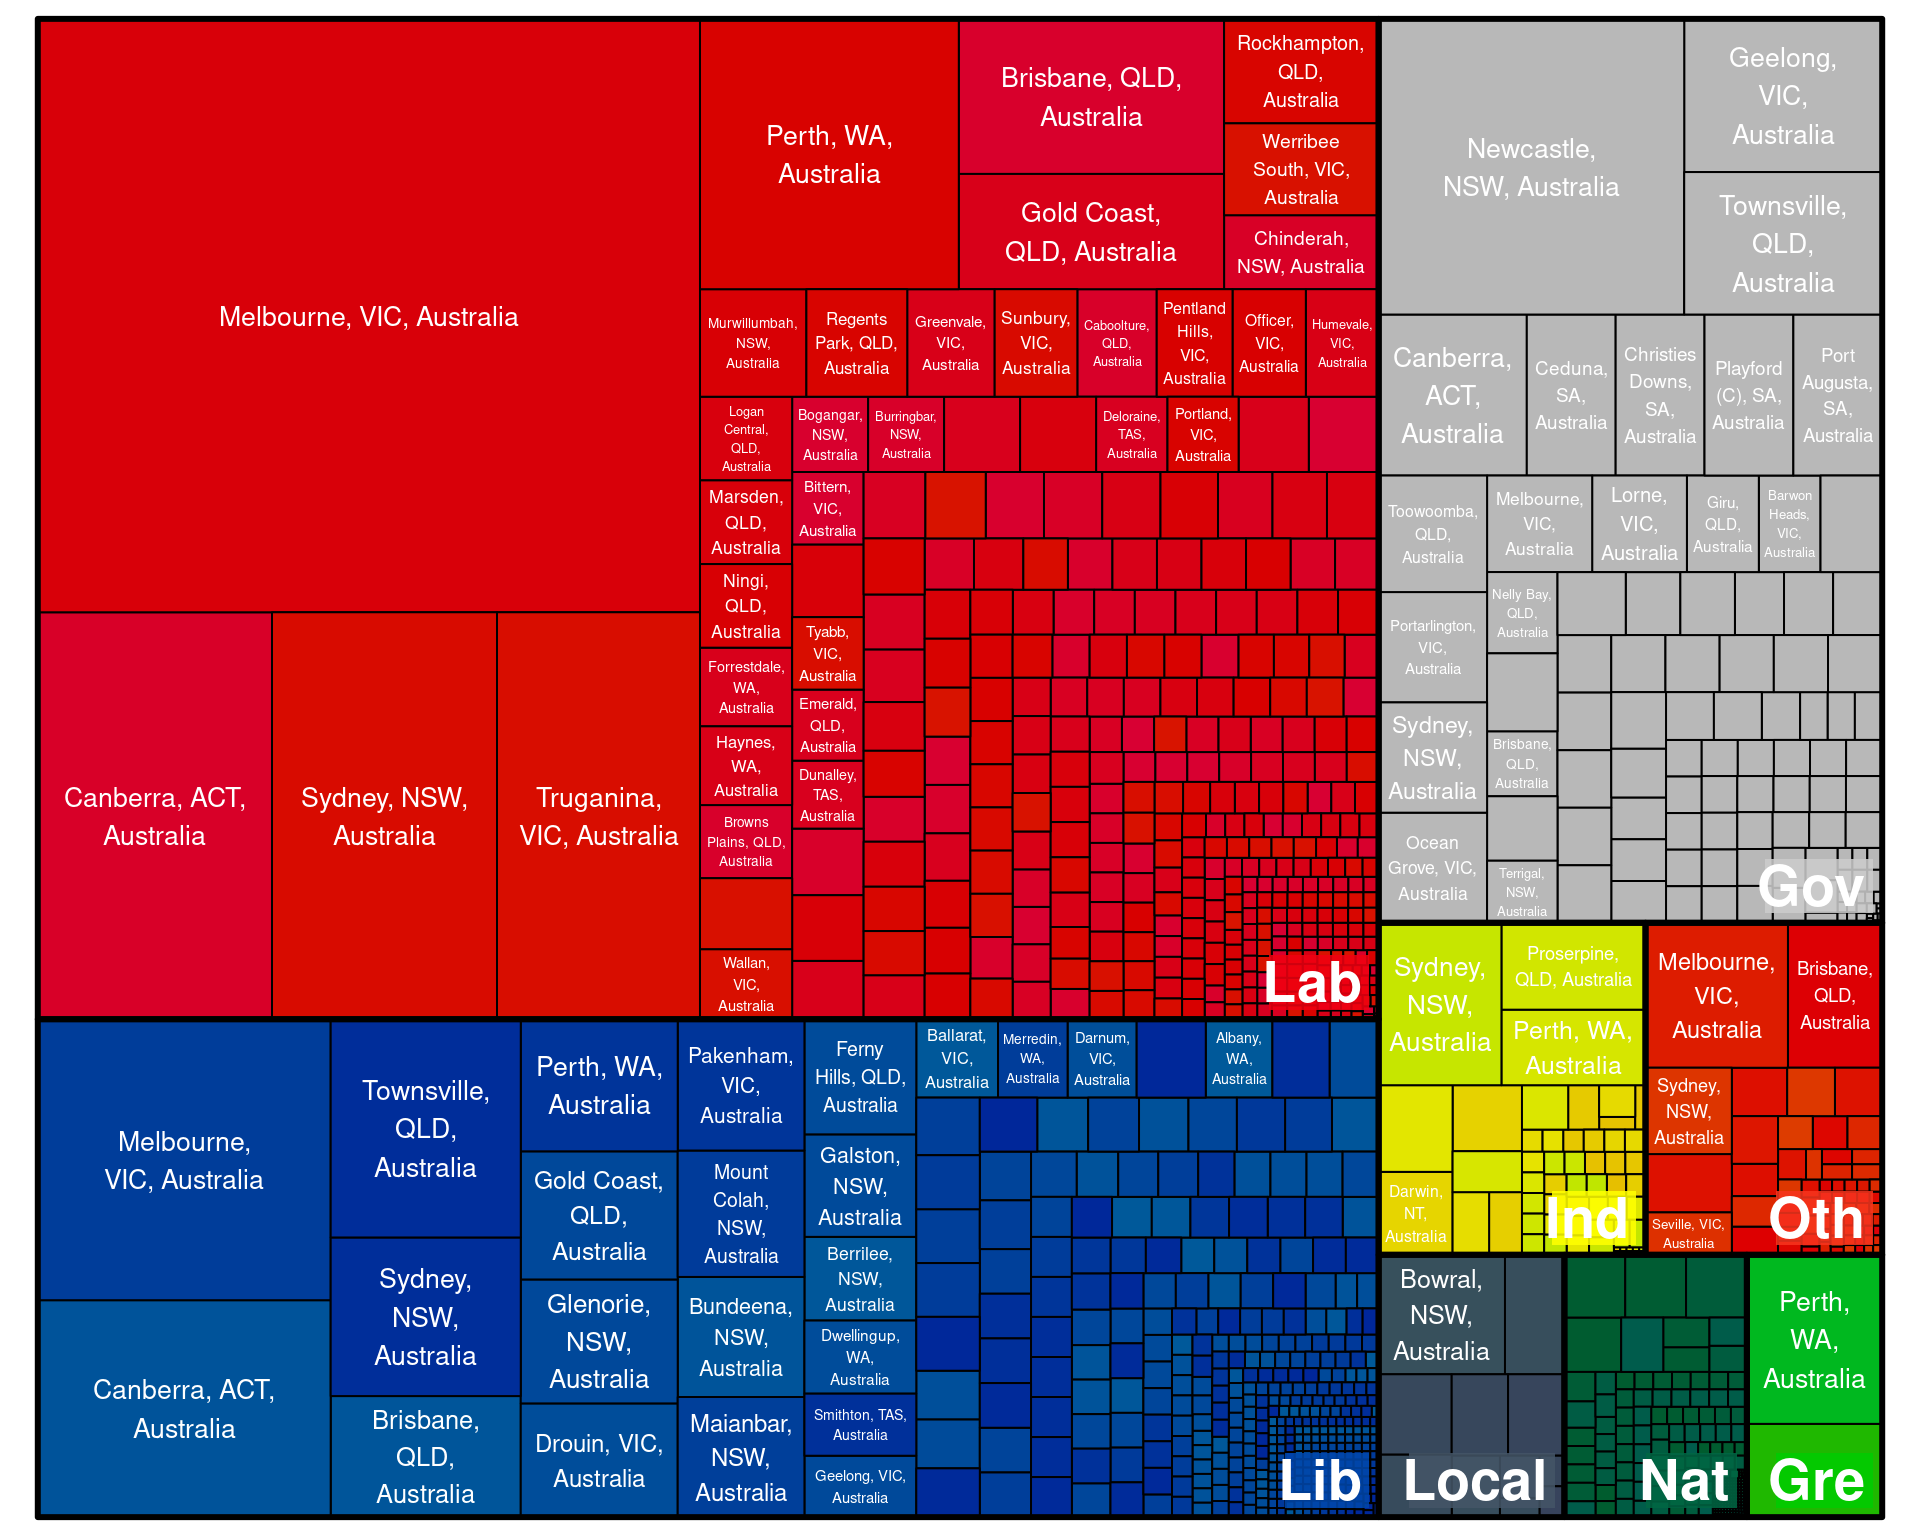 Melbourne, VIC, Australia
Canberra, ACT,
Australia
Sydney, NSW,
Australia
Truganina,
VIC, Australia
Perth, WA,
Australia
Brisbane, QLD,
Australia
Gold Coast,
QLD, Australia
Rockhampton,
QLD,
Australia
Werribee
South, VIC,
Australia
Chinderah,
NSW, Australia
Murwillumbah,
NSW,
Australia
Regents
Park, QLD,
Australia
Greenvale,
VIC,
Australia
Sunbury,
VIC,
Australia
Caboolture,
QLD,
Australia
Pentland
Hills,
VIC,
Australia
Officer,
VIC,
Australia
Humevale,
VIC,
Australia
Logan
Central,
QLD,
Australia
Marsden,
QLD,
Australia
Ningi,
QLD,
Australia
Forrestdale,
WA,
Australia
Haynes,
WA,
Australia
Browns
Plains, QLD,
Australia
Wallan,
VIC,
Australia
Bogangar,
NSW,
Australia
Burringbar,
NSW,
Australia
Deloraine,
TAS,
Australia
Portland,
VIC,
Australia
Bittern,
VIC,
Australia
Tyabb,
VIC,
Australia
Emerald,
QLD,
Australia
Dunalley,
TAS,
Australia
Lab
Newcastle,
NSW, Australia
Geelong,
VIC,
Australia
Townsville,
QLD,
Australia
Canberra,
ACT,
Australia
Ceduna,
SA,
Australia
Christies
Downs,
SA,
Australia
Playford
(C), SA,
Australia
Port
Augusta,
SA,
Australia
Toowoomba,
QLD,
Australia
Portarlington,
VIC,
Australia
Sydney,
NSW,
Australia
Ocean
Grove, VIC,
Australia
Melbourne,
VIC,
Australia
Lorne,
VIC,
Australia
Giru,
QLD,
Australia
Barwon
Heads,
VIC,
Australia
Nelly Bay,
QLD,
Australia
Brisbane,
QLD,
Australia
Terrigal,
NSW,
Australia
Gov
Melbourne,
VIC, Australia
Canberra, ACT,
Australia
Townsville,
QLD,
Australia
Sydney,
NSW,
Australia
Brisbane,
QLD,
Australia
Perth, WA,
Australia
Gold Coast,
QLD,
Australia
Glenorie,
NSW,
Australia
Drouin, VIC,
Australia
Pakenham,
VIC,
Australia
Mount
Colah,
NSW,
Australia
Bundeena,
NSW,
Australia
Maianbar,
NSW,
Australia
Ferny
Hills, QLD,
Australia
Galston,
NSW,
Australia
Berrilee,
NSW,
Australia
Dwellingup,
WA,
Australia
Smithton, TAS,
Australia
Geelong, VIC,
Australia
Ballarat,
VIC,
Australia
Merredin,
WA,
Australia
Darnum,
VIC,
Australia
Albany,
WA,
Australia
Lib
Sydney,
NSW,
Australia
Proserpine,
QLD, Australia
Perth, WA,
Australia
Darwin,
NT,
Australia
Ind
Melbourne,
VIC,
Australia
Brisbane,
QLD,
Australia
Sydney,
NSW,
Australia
Seville, VIC,
Australia
Oth
Bowral,
NSW,
Australia
Local
Nat
Perth,
WA,
Australia
Gre